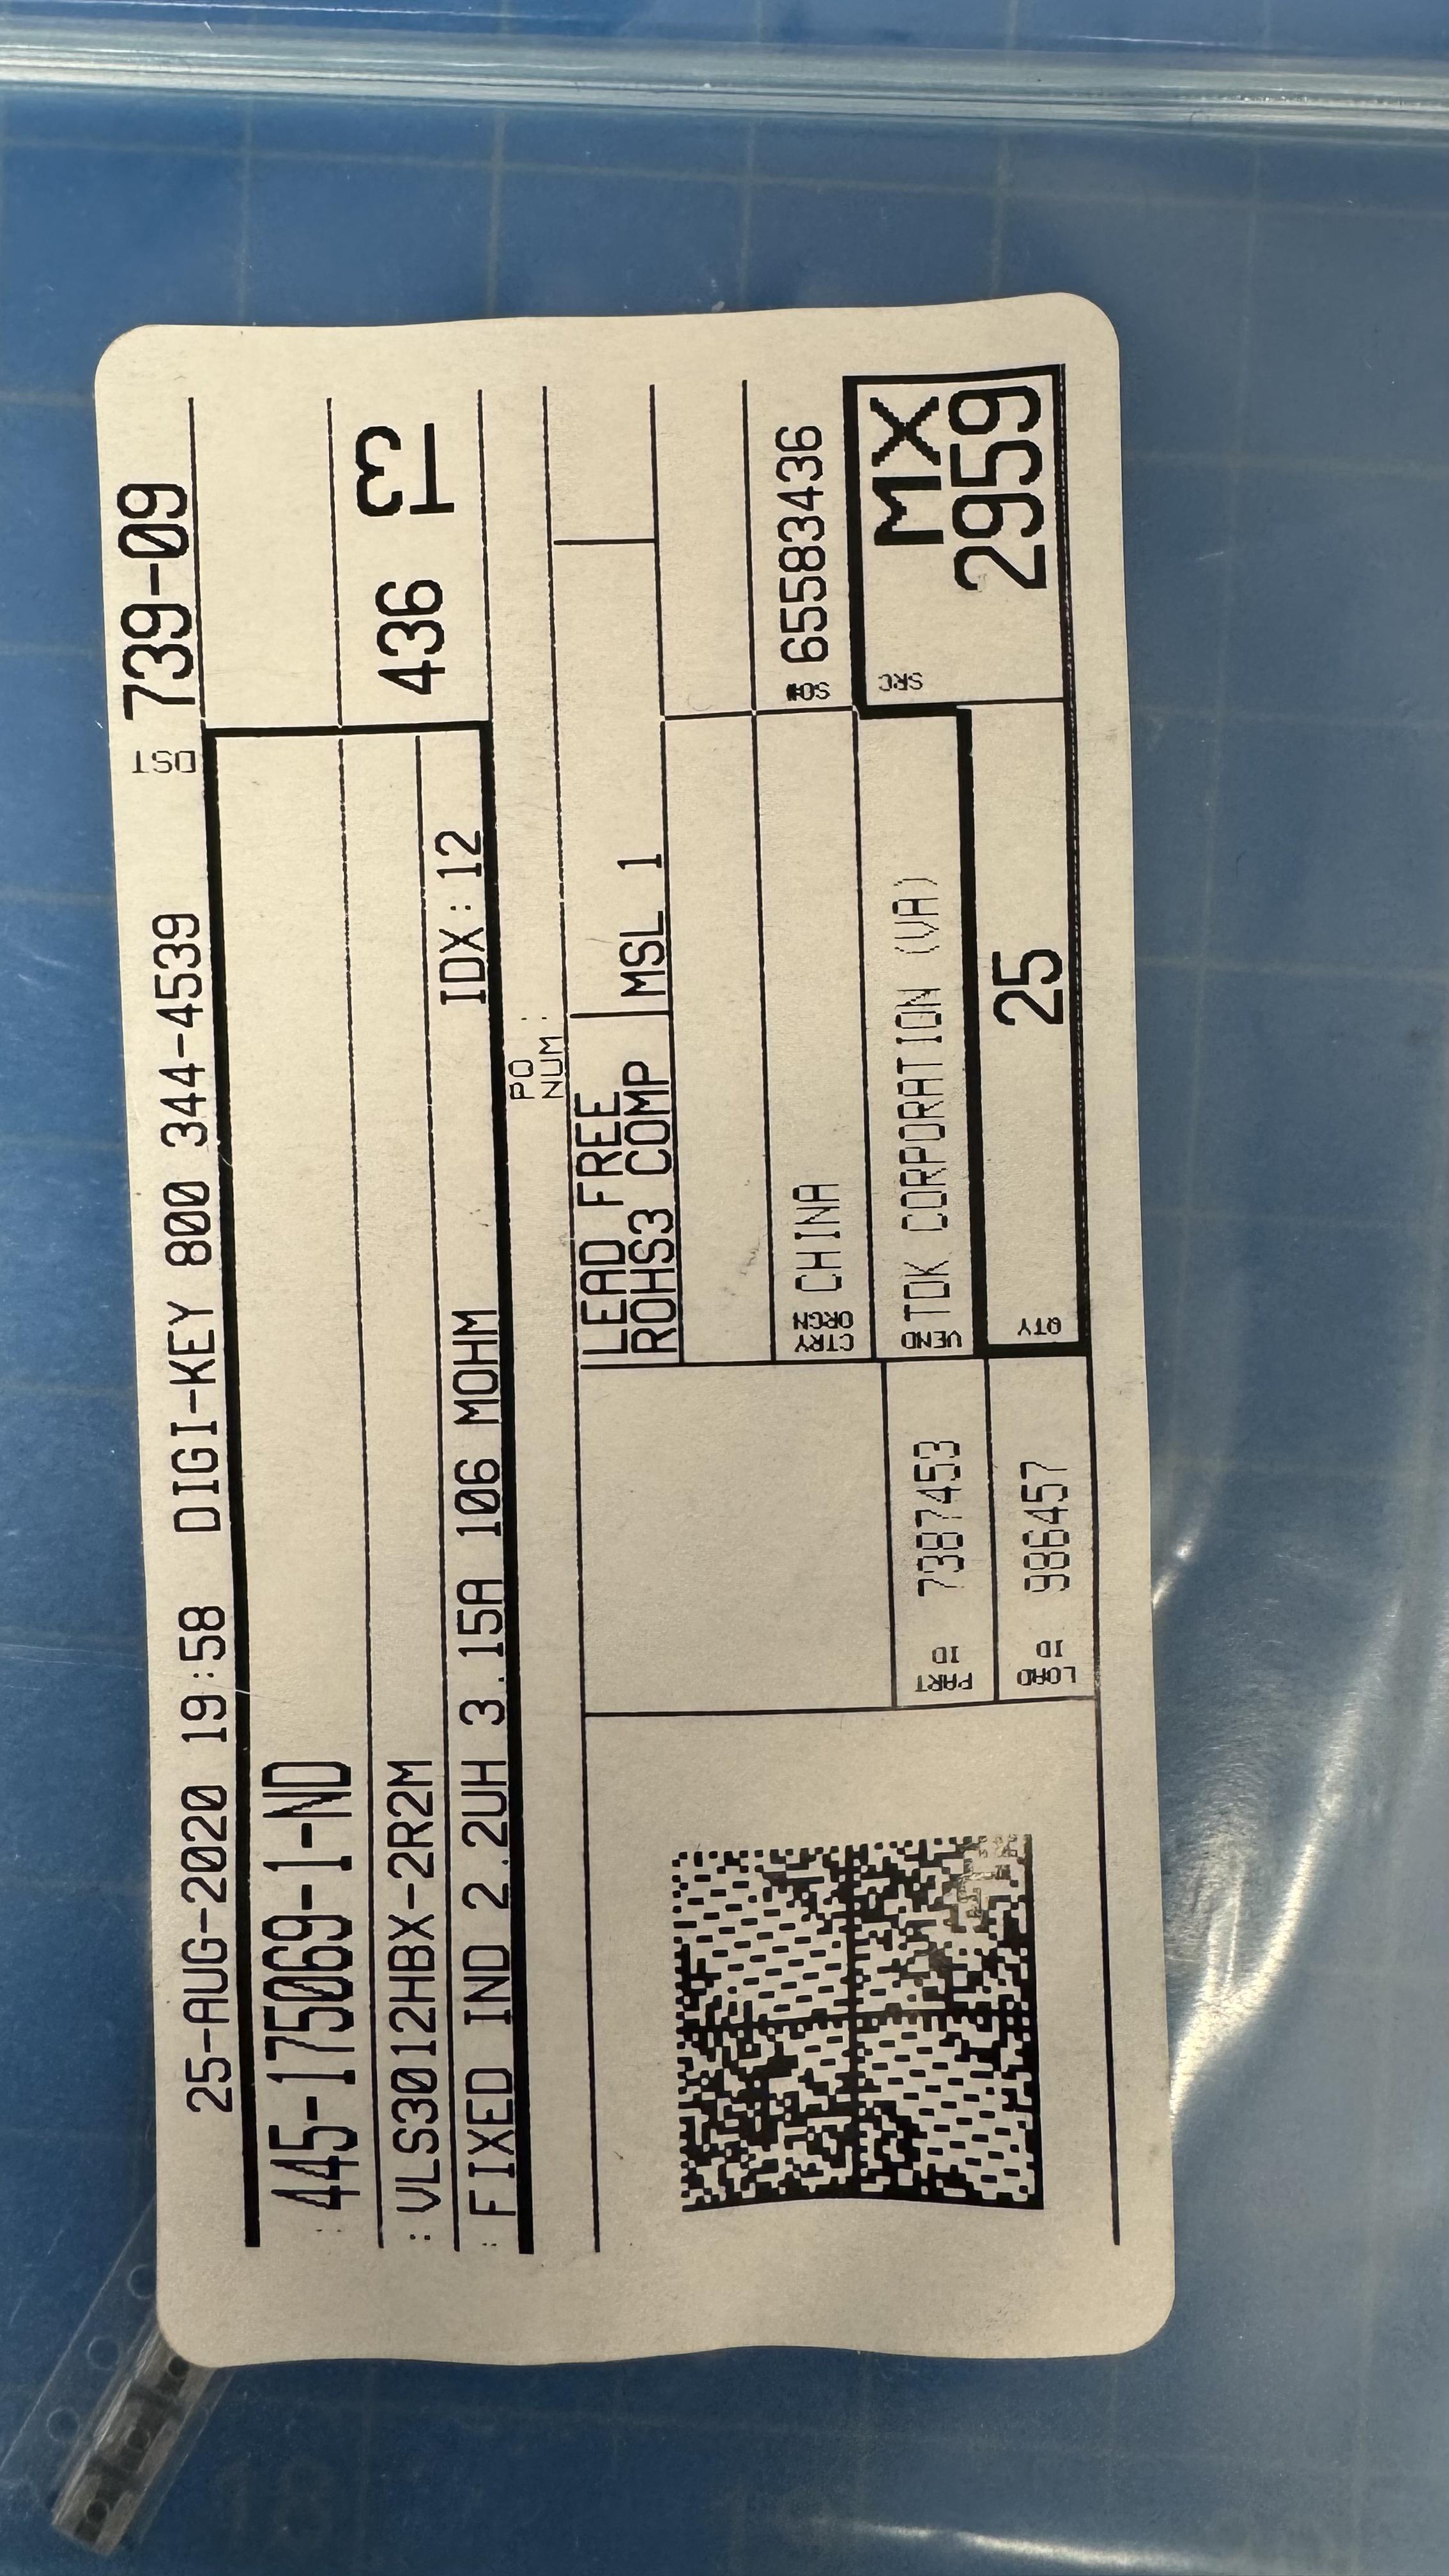 25-AUG-2020 19:58 DIGI-KEY 800 344-4539 DST 739-09
: 445-17569-1-ND
: VLS3012HBX-2R2M
436 T3
: FIXED IND 2.2UH 3.15A 106 MOHM IDX: 12
PO
NUM:
LEAD FREE
ROHS3 COMP
MSL 1
CTRY
ORGN
CHINA
SO# 65583436
PART
ID
7387453
VEND TDK CORPORATION (VA)
SRC
MX
2959
LOAD
ID
986457
QTY
25